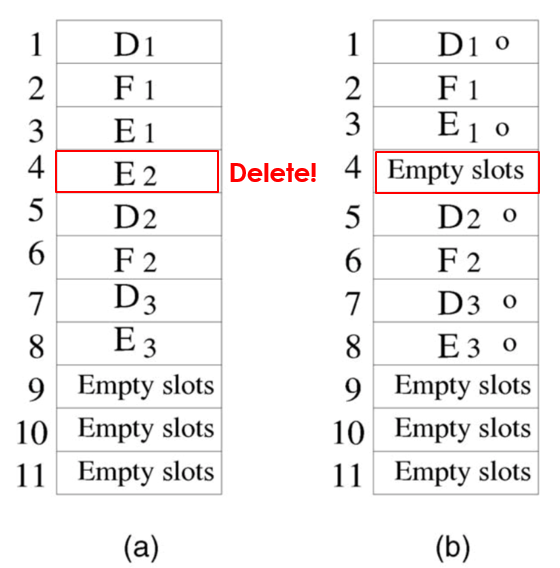 1 D1 1 D1 o
2 F1 2 F1
3 E1 3 E1 o
4 E2 Delete! 4 Empty slots
5 D2 5 D2 o
6 F2 6 F2
7 D3 7 D3 o
8 E3 8 E3 o
9 Empty slots 9 Empty slots
10 Empty slots 10 Empty slots
11 Empty slots 11 Empty slots
(a) (b)